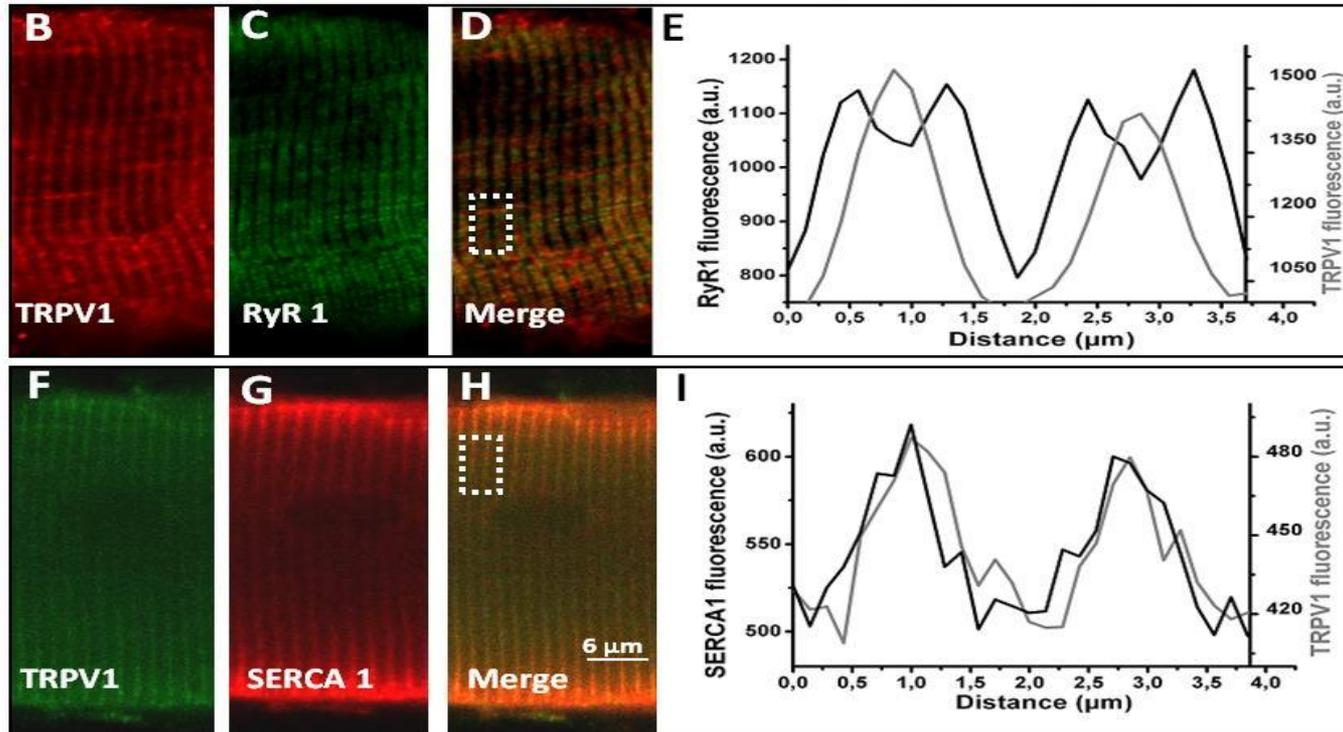 B
TRPV1
C
RyR 1
D
Merge
E
RyR1 fluorescence (a.u.)
1200
1100
1000
900
800
TRPV1 fluorescence (a.u.)
1500
1350
1200
1050
0,0 0,5 1,0 1,5 2,0 2,5 3,0 3,5 4,0
Distance (µm)
F
TRPV1
G
SERCA 1
H
6 µm
Merge
I
SERCA1 fluorescence (a.u.)
600
550
500
TRPV1 fluorescence (a.u.)
480
450
420
0,0 0,5 1,0 1,5 2,0 2,5 3,0 3,5 4,0
Distance (µm)